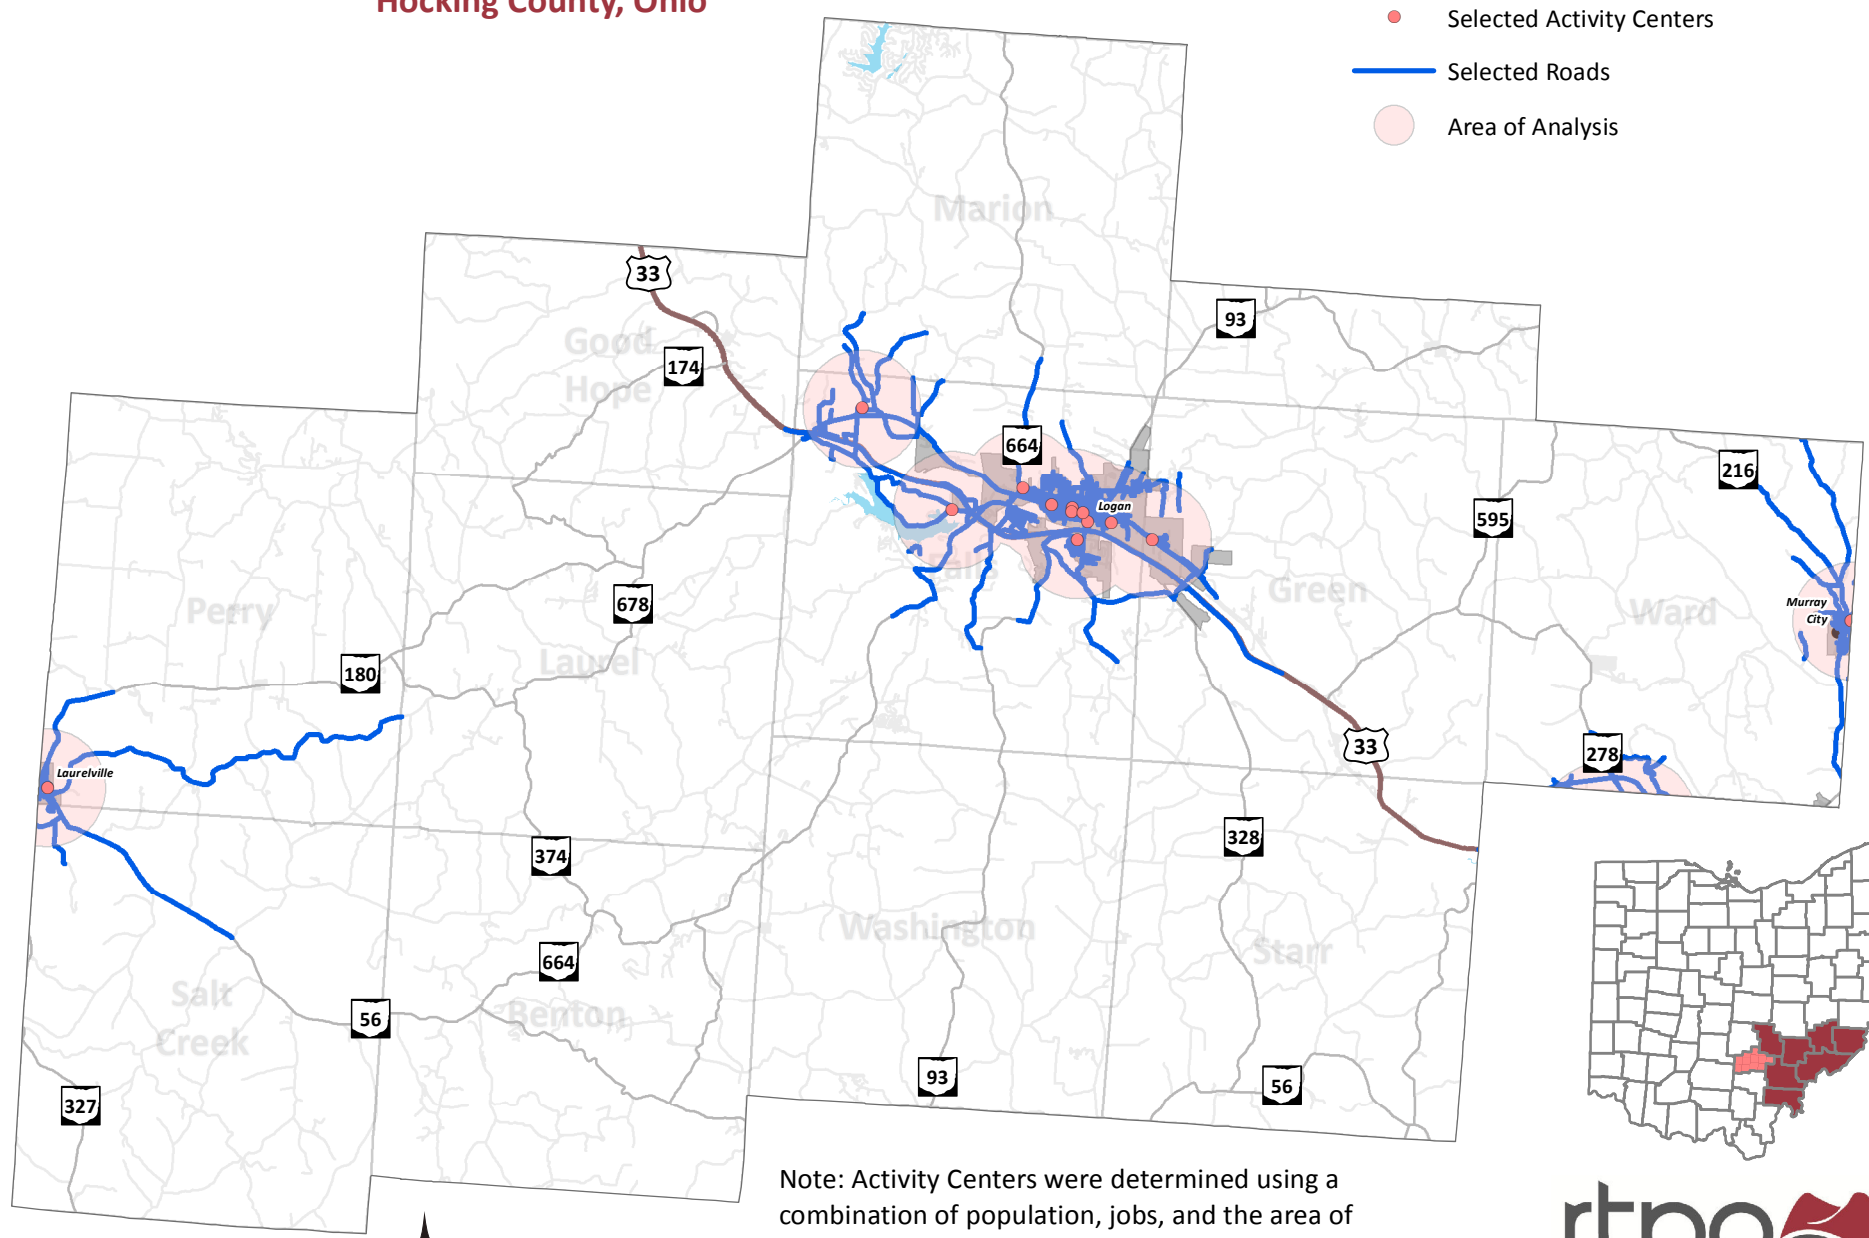 Hocking County, Ohio
Selected Activity Centers
Selected Roads
Area of Analysis
Marion
33
93
Good
Hope
174
664
216
Logan
595
Falls
Green
678
Perry
Murray
City
Ward
Laurel
180
33
278
Laurelville
328
374
Washington
Starr
664
Salt
Creek
Benton
56
93
56
327
Note: Activity Centers were determined using a
combination of population, jobs, and the area of
rtpo